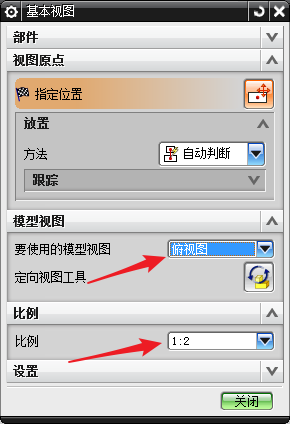 基本视图
部件
视图原点
指定位置
放置
方法
自动判断
跟踪
模型视图
要使用的模型视图
俯视图
定向视图工具
比例
比例
1:2
设置
关闭